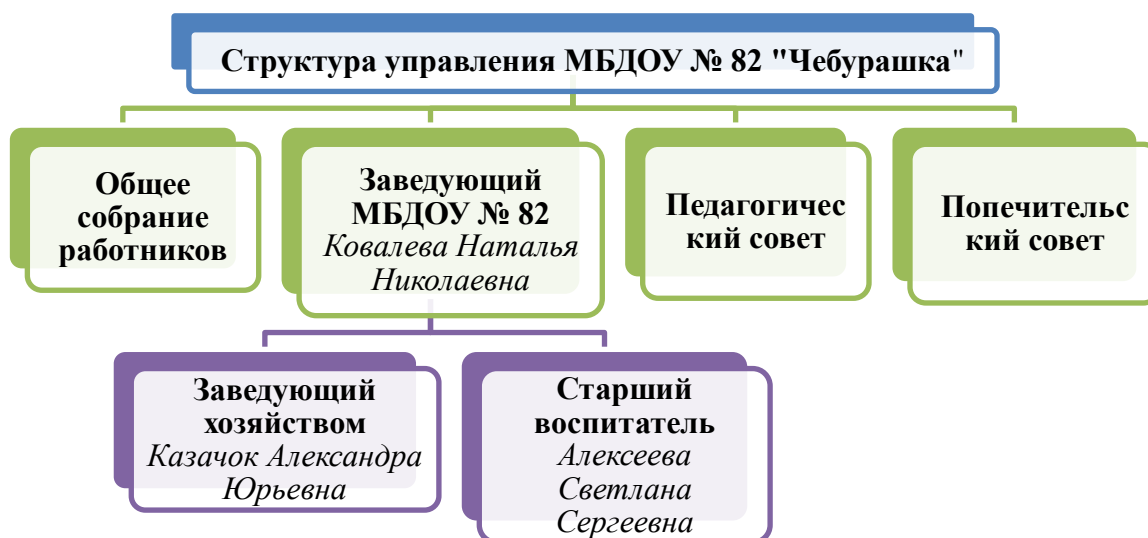 Структура управления МБДОУ № 82 "Чебурашка"
Общее
собрание
работников
Заведующий
МБДОУ № 82
Ковалева Наталья
Николаевна
Педагогичес
кий совет
Попечительс
кий совет
Заведующий
хозяйством
Казачок Александра
Юрьевна
Старший
воспитатель
Алексеева
Светлана
Сергеевна